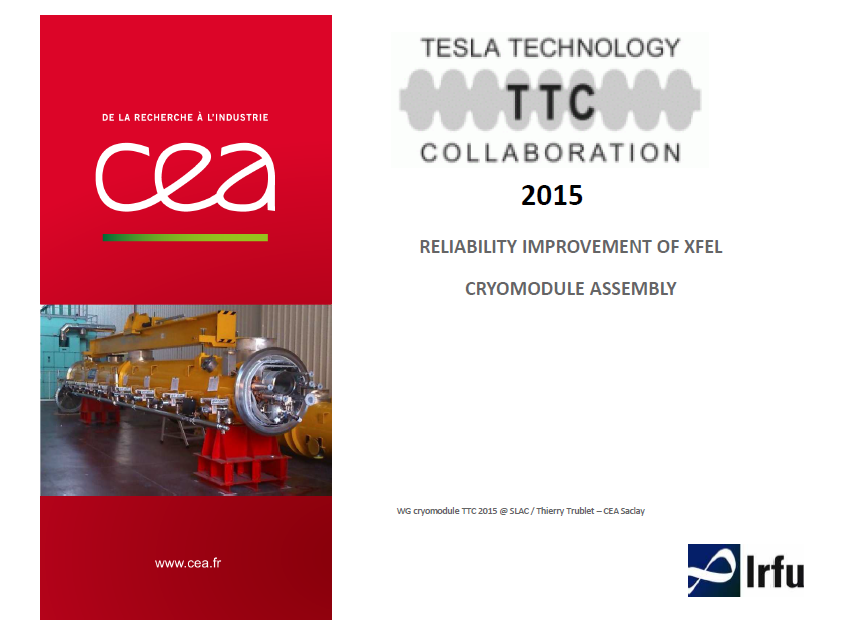 DE LA RECHERCHE À L'INDUSTRIE
cea
www.cea.fr
TESLA TECHNOLOGY
TTC
COLLABORATION
2015
RELIABILITY IMPROVEMENT OF XFEL
CRYOMODULE ASSEMBLY
WG cryomodule TTC 2015 @ SLAC / Thierry Trublet – CEA Saclay
Irfu